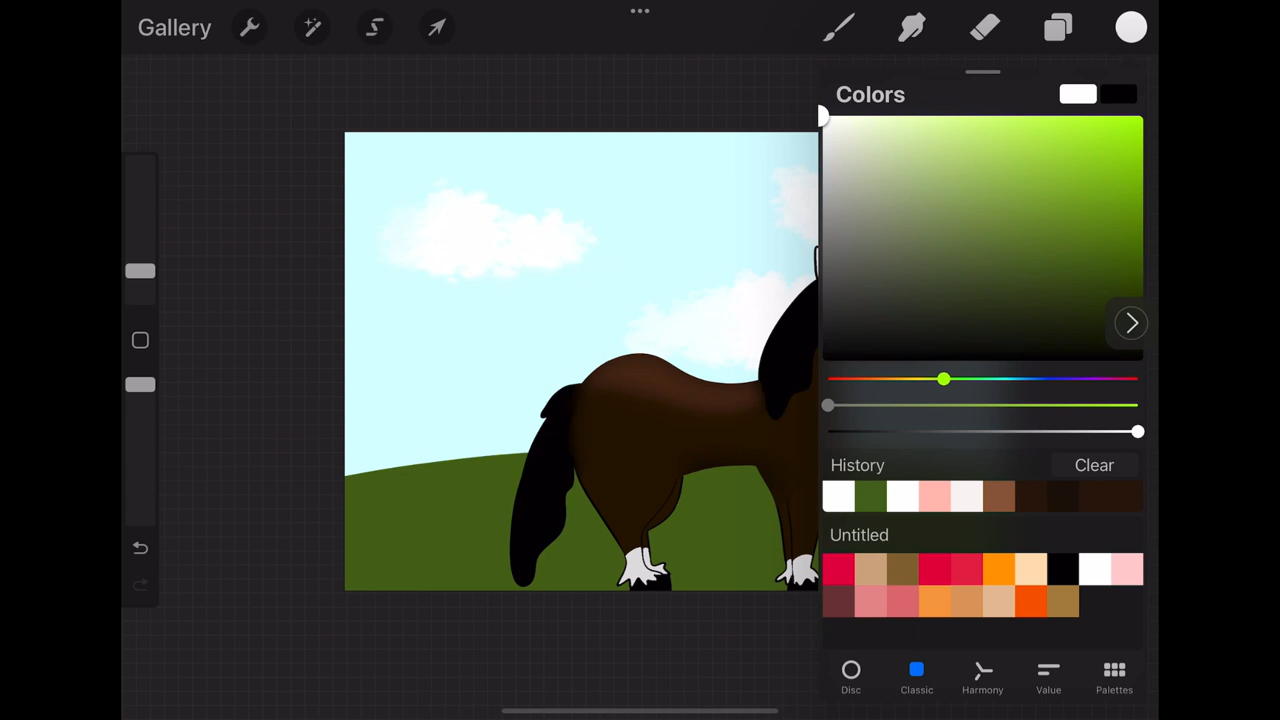 Gallery
Colors
History Clear
Untitled
Disc Classic Harmony Value Palettes